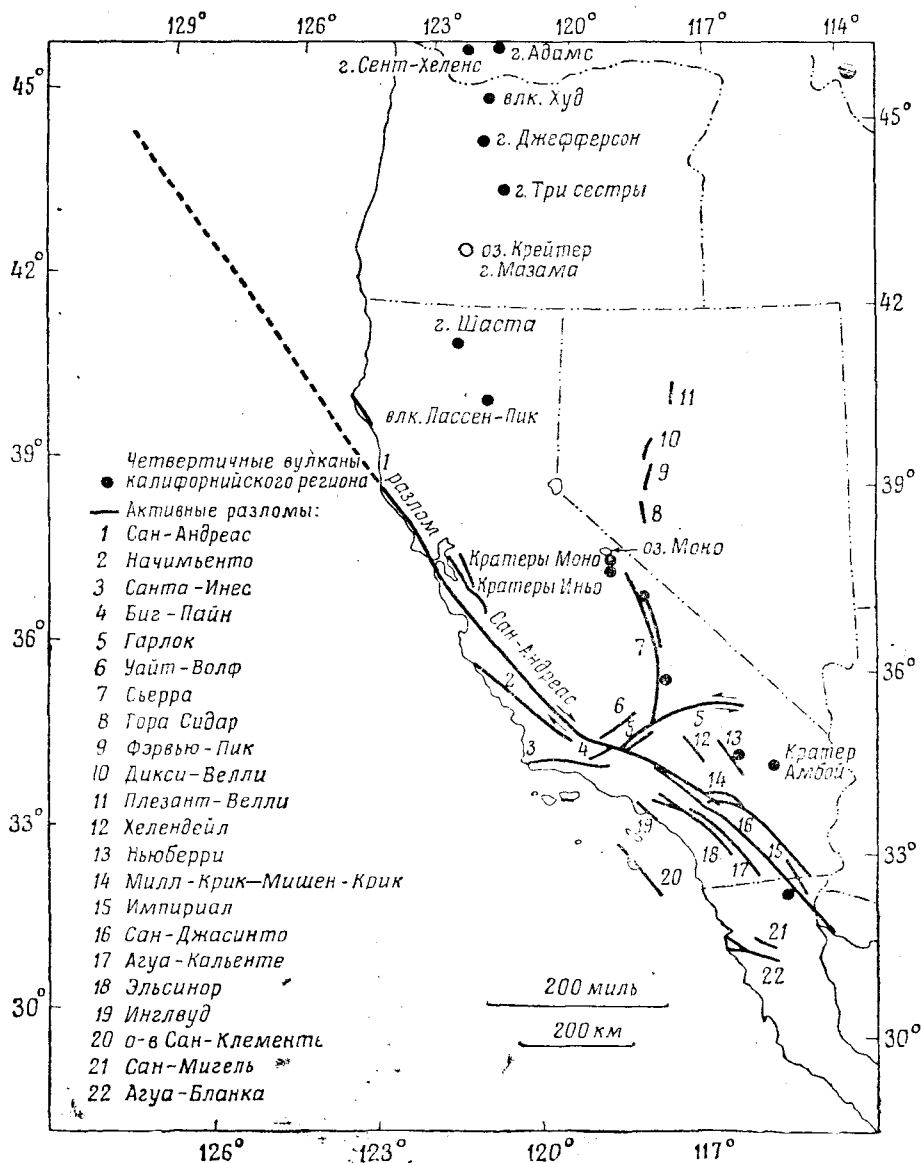 129° 123° 120° 117° 114°
г. Сент-Хеленс
г. Адамс
45°
45°
влк. Худ
г. Джефферсон
г. Три сестры
оз. Крейтер
г. Мазама
42°
42
г. Шаста
влк. Лассен-Пик
11
10
9
8
39°
39°
1
разлом
Сан-Андреас
оз. Моко
Кратеры Моно
Кратеры Иньо
36°
36°
7
2
6
5
5
4
3
12
13
Кратер
Амбой
14
16
15
19
18
17
20
21
22
33°
33°
30°
30°
Четвертичные вулканы
калифорнийского региона
Активные разломы:
1 Сан-Андреас
2 Начимьенто
3 Санта-Инес
4 Биг-Пайн
5 Гарлок
6 Уайт-Волф
7 Сьерра
8 Гора Сидар
9 Фэрвью-Пик
10 Дикси-Велли
11 Плезант-Велли
12 Хелендейл
13 Ньюберри
14 Милл-Крик—Мишен-Крик
15 Импириал
16 Сан-Джасинто
17 Агуа-Кальенте
18 Эльсинор
19 Инглвуд
20 о-в Сан-Клементе
21 Сан-Мигель
22 Агуа-Бланка
200 миль
200 км
126° 123° 120° 117°